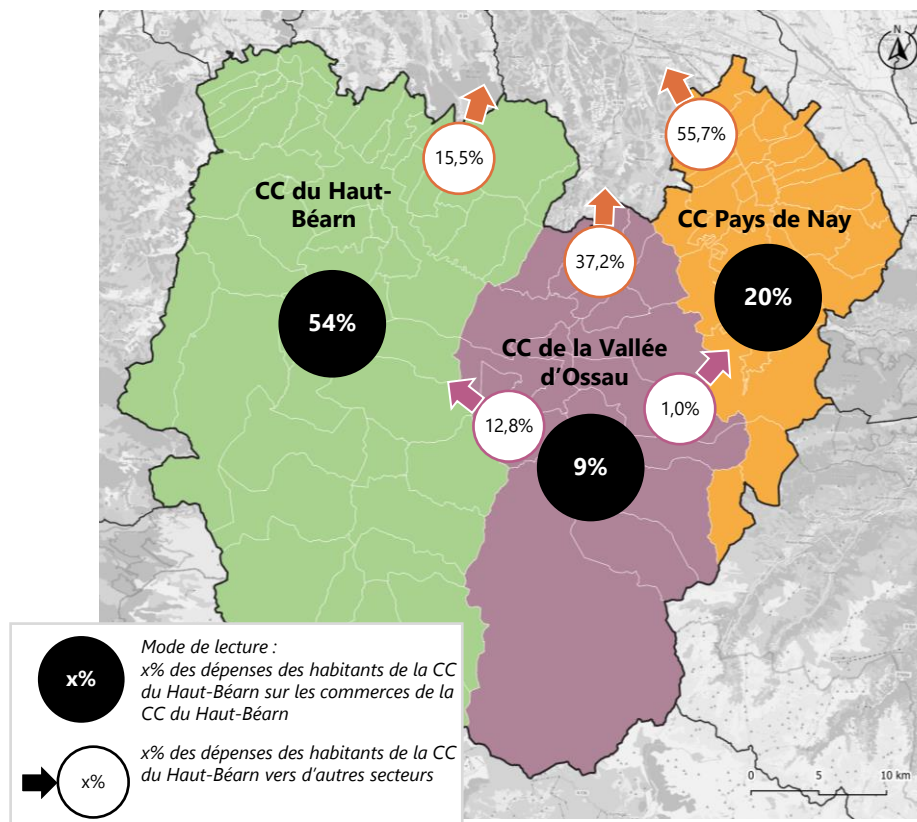 N
15,5%
55,7%
CC du Haut-
Béarn
CC Pays de Nay
37,2%
20%
54%
CC de la Vallée
d'Ossau
1,0%
12,8%
9%
x%
Mode de lecture :
x% des dépenses des habitants de la CC
du Haut-Béarn sur les commerces de la
CC du Haut-Béarn
x%
x% des dépenses des habitants de la CC
du Haut-Béarn vers d'autres secteurs
0 5 10 km